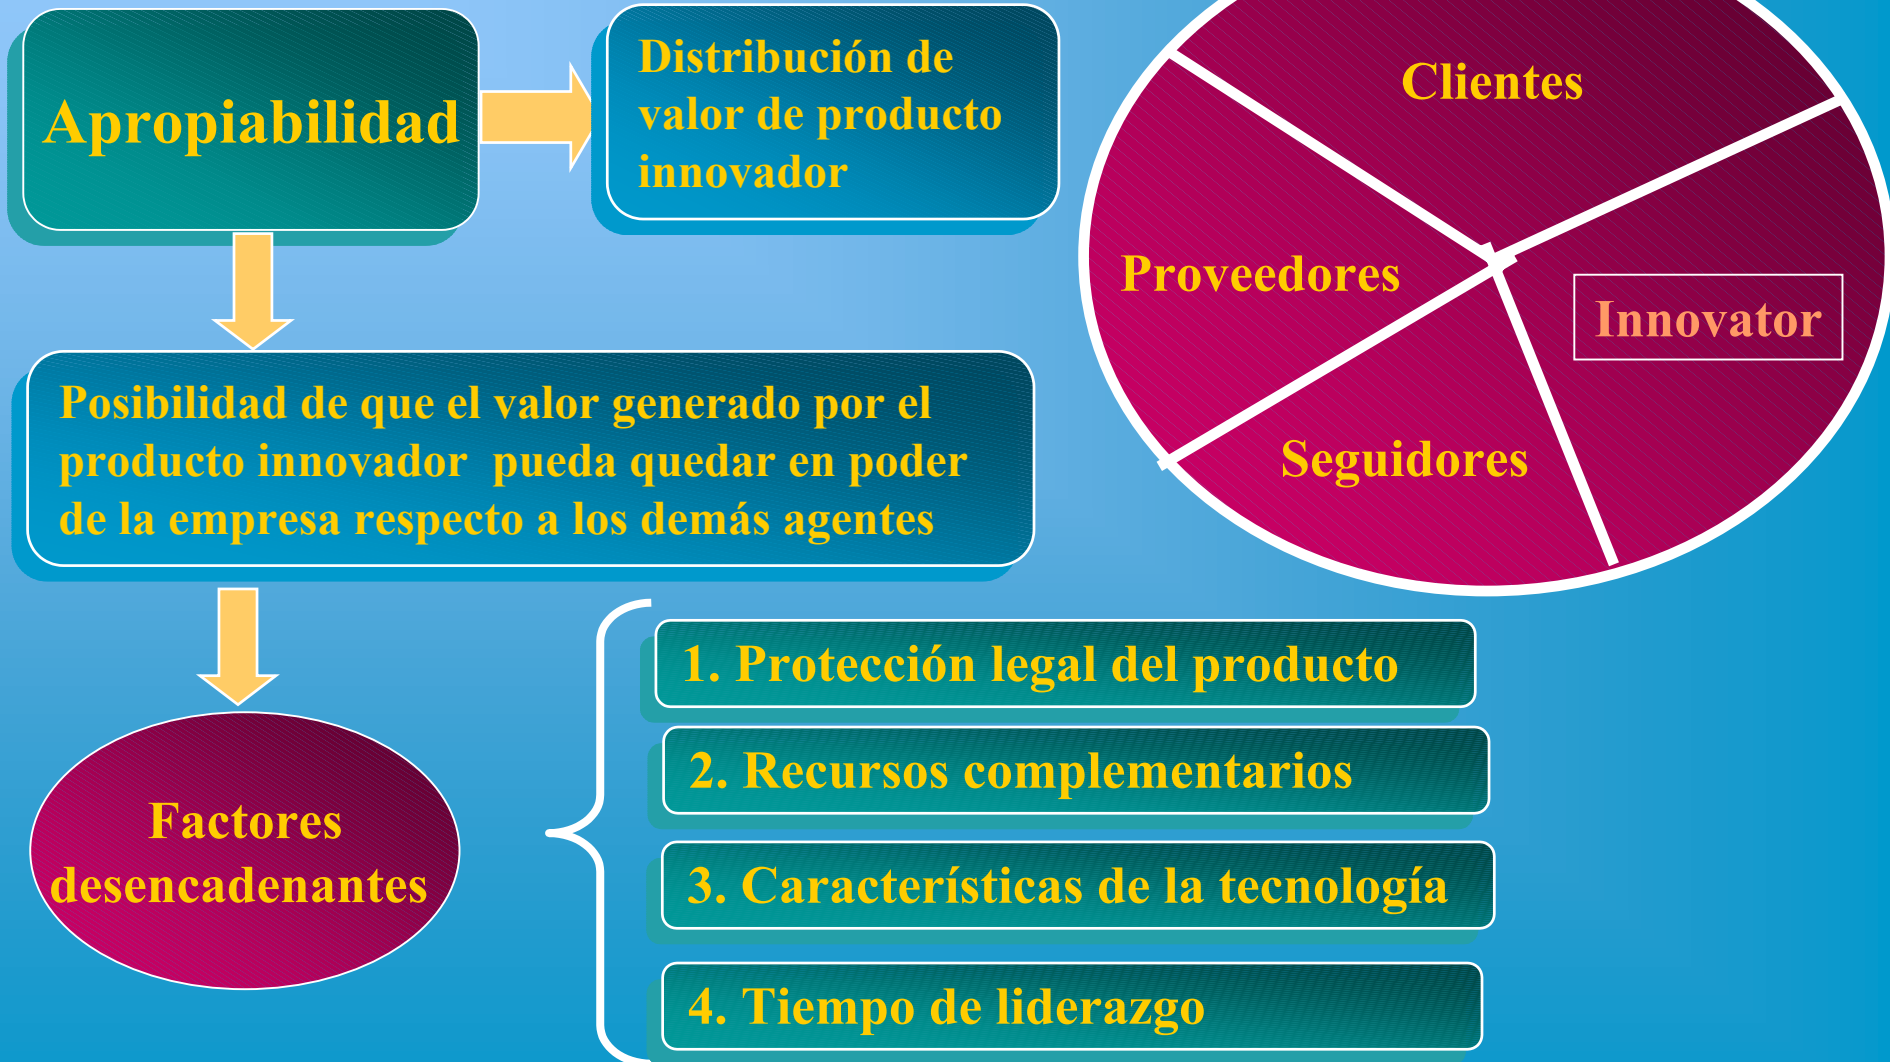 Apropiabilidad
Distribución de
valor de producto
innovador
Clientes
Proveedores
Innovator
Seguidores
Posibilidad de que el valor generado por el
producto innovador  pueda quedar en poder
de la empresa respecto a los demás agentes
Factores
desencadenantes
1. Protección legal del producto
2. Recursos complementarios
3. Características de la tecnología
4. Tiempo de liderazgo